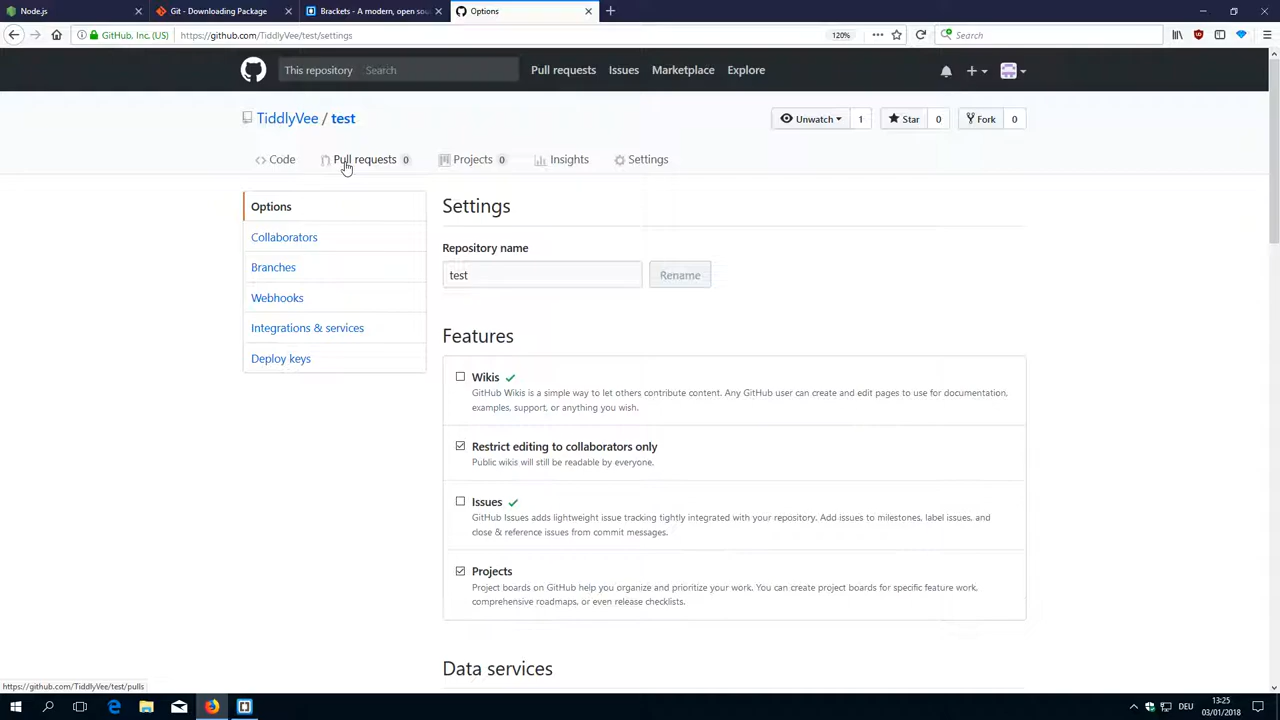 Node.js
Git - Downloading Package
Brackets - A modern, open sou
Options
GitHub, Inc. (US)
https://github.com/TiddlyVee/test/settings
120%
Search
This repository
Search
Pull requests
Issues
Marketplace
Explore
TiddlyVee / test
Unwatch
1
Star
0
Fork
0
Code
Pull requests
0
Projects
0
Insights
Settings
Options
Collaborators
Branches
Webhooks
Integrations & services
Deploy keys
Settings
Repository name
test
Rename
Features
Wikis
GitHub Wikis is a simple way to let others contribute content. Any GitHub user can create and edit pages to use for documentation,
examples, support, or anything you wish.
Restrict editing to collaborators only
Public wikis will still be readable by everyone.
Issues
GitHub Issues adds lightweight issue tracking tightly integrated with your repository. Add issues to milestones, label issues, and
close & reference issues from commit messages.
Projects
Project boards on GitHub help you organize and prioritize your work. You can create project boards for specific feature work,
comprehensive roadmaps, or even release checklists.
Data services
https://github.com/TiddlyVee/test/pulls
DEU
13:25
03/01/2018